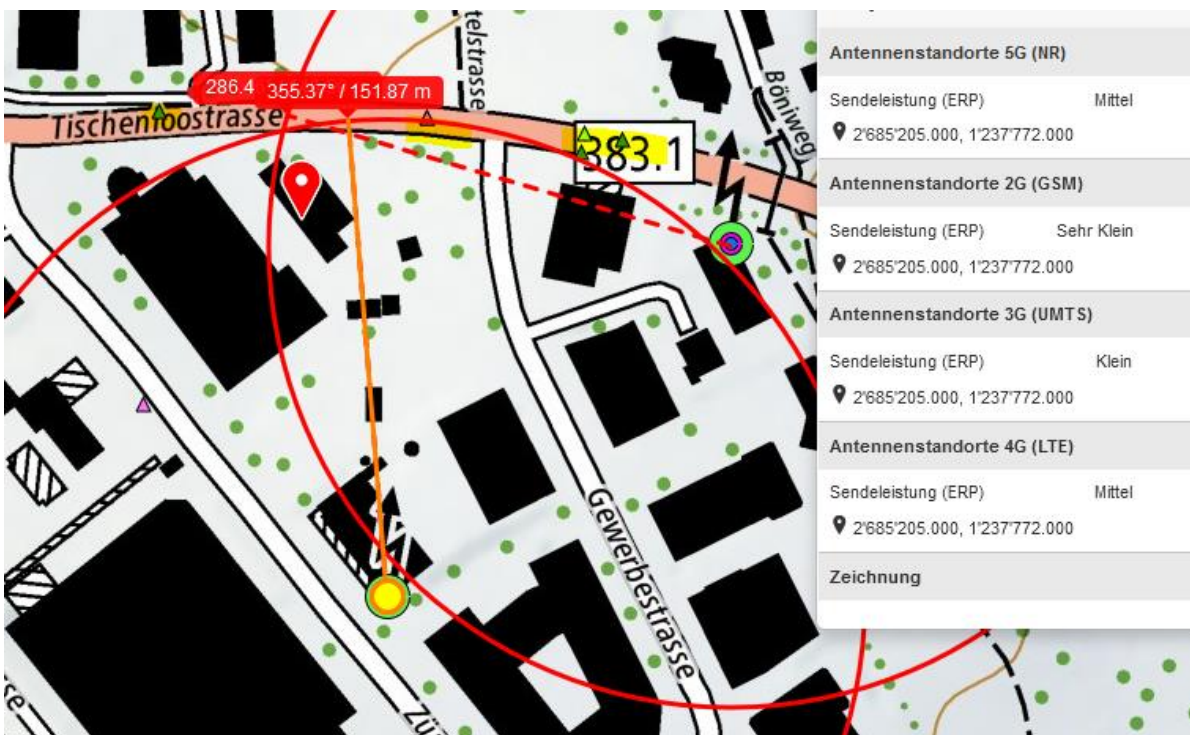 telstrasse
Böniweg
286.4
355.37° / 151.87 m
Tischenloostrasse
383.1
Gewerbestrasse
Zü
se
Antennenstandorte 5G (NR)
Sendeleistung (ERP) Mittel
2'685'205.000, 1'237'772.000
Antennenstandorte 2G (GSM)
Sendeleistung (ERP) Sehr Klein
2'685'205.000, 1'237'772.000
Antennenstandorte 3G (UMTS)
Sendeleistung (ERP) Klein
2'685'205.000, 1'237'772.000
Antennenstandorte 4G (LTE)
Sendeleistung (ERP) Mittel
2'685'205.000, 1'237'772.000
Zeichnung